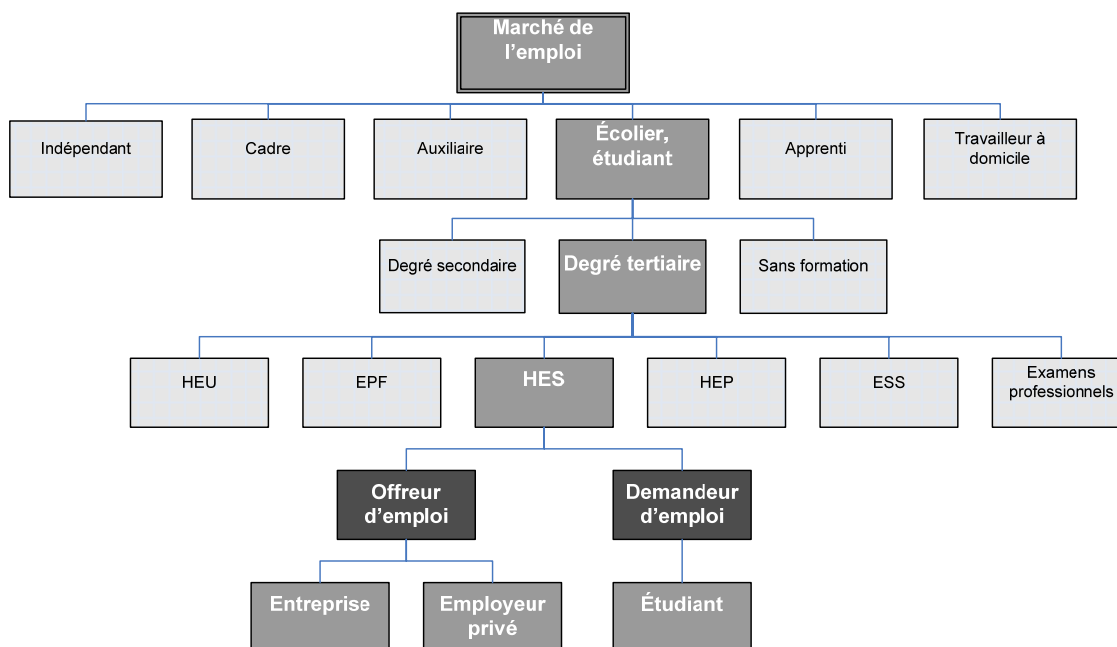 Marché de
l’emploi
Indépendant
Cadre
Auxiliaire
Écolier,
étudiant
Apprenti
Travailleur à
domicile
Degré secondaire
Degré tertiaire
Sans formation
HEU
EPF
HES
HEP
ESS
Examens
professionnels
Offreur
d’emploi
Demandeur
d’emploi
Entreprise
Employeur
privé
Étudiant